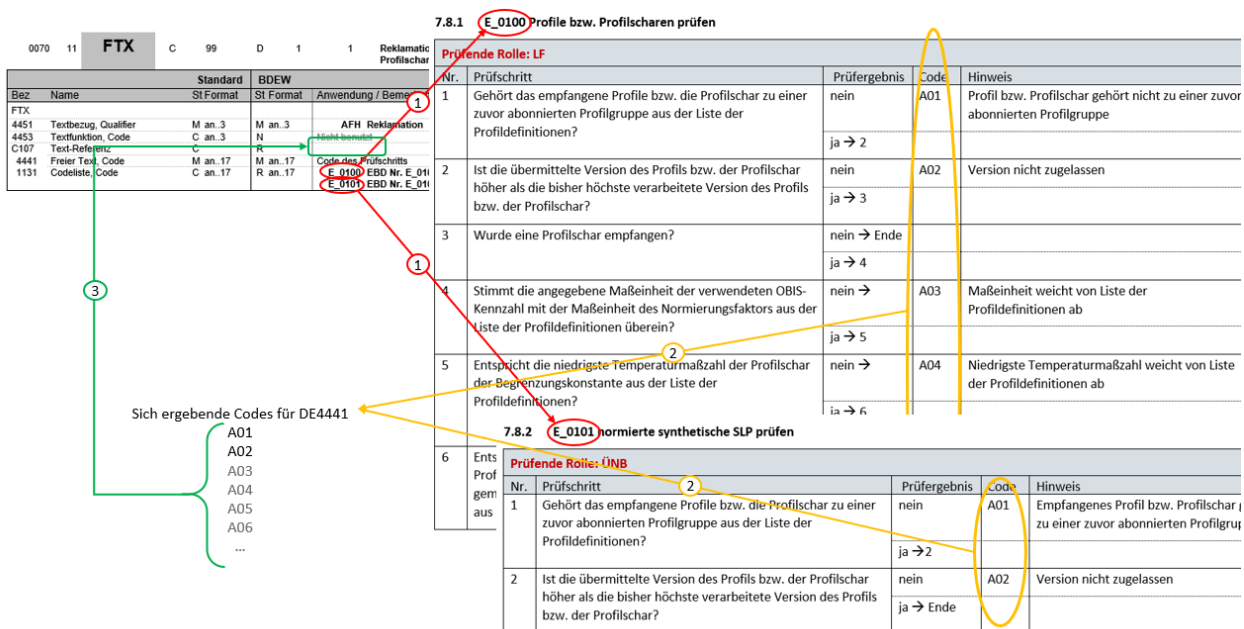 0070 11 FTX C 99 D 1 1 Reklamatio
Profilschar
Standard BDEW
Bez Name St Format St Format Anwendung / Bemerk
FTX
4451 Textbezug, Qualifier M an..3 M an..3 AFH Reklamation
4453 Textfunktion, Code C an..3 N Nicht benutzt
C107 Text-Referenz C R
4441 Freier Text, Code M an..17 M an..17 Code des Prüfschritts
1131 Codeliste, Code C an..17 R an..17 E_0100 EBD Nr. E_010
E_0101 EBD Nr. E_010
1
1
3
2
2
Sich ergebende Codes für DE4441
A01
A02
A03
A04
A05
A06
...
7.8.1 E_0100 Profile bzw. Profilscharen prüfen
Prüfende Rolle: LF
Nr. Prüfschritt Prüfergebnis Code Hinweis
1 Gehört das empfangene Profile bzw. die Profilschar zu einer nein A01 Profil bzw. Profilschar gehört nicht zu einer zuvor
zuvor abonnierten Profilgruppe aus der Liste der abonnierten Profilgruppe
Profildefinitionen?
ja → 2
2 Ist die übermittelte Version des Profils bzw. der Profilschar nein A02 Version nicht zugelassen
höher als die bisher höchste verarbeitete Version des Profils
bzw. der Profilschar? ja → 3
3 Wurde eine Profilschar empfangen? nein → Ende
ja → 4
4 Stimmt die angegebene Maßeinheit der verwendeten OBIS- nein → A03 Maßeinheit weicht von Liste der
Kennzahl mit der Maßeinheit des Normierungsfaktors aus der Profildefinitionen ab
Liste der Profildefinitionen überein? ja → 5
5 Entspricht die niedrigste Temperaturmaßzahl der Profilschar nein → A04 Niedrigste Temperaturmaßzahl weicht von Liste
der Begrenzungskonstante aus der Liste der der Profildefinitionen ab
Profildefinitionen?
ja → 6
6 Ents
Prof
gem
aus
7.8.2 E_0101 normierte synthetische SLP prüfen
Prüfende Rolle: ÜNB
Nr. Prüfschritt Prüfergebnis Code Hinweis
1 Gehört das empfangene Profile bzw. die Profilschar zu einer nein A01 Empfangenes Profil bzw. Profilschar g
zuvor abonnierten Profilgruppe aus der Liste der zu einer zuvor abonnierten Profilgrup
Profildefinitionen?
ja →2
2 Ist die übermittelte Version des Profils bzw. der Profilschar nein A02 Version nicht zugelassen
höher als die bisher höchste verarbeitete Version des Profils
bzw. der Profilschar? ja → Ende